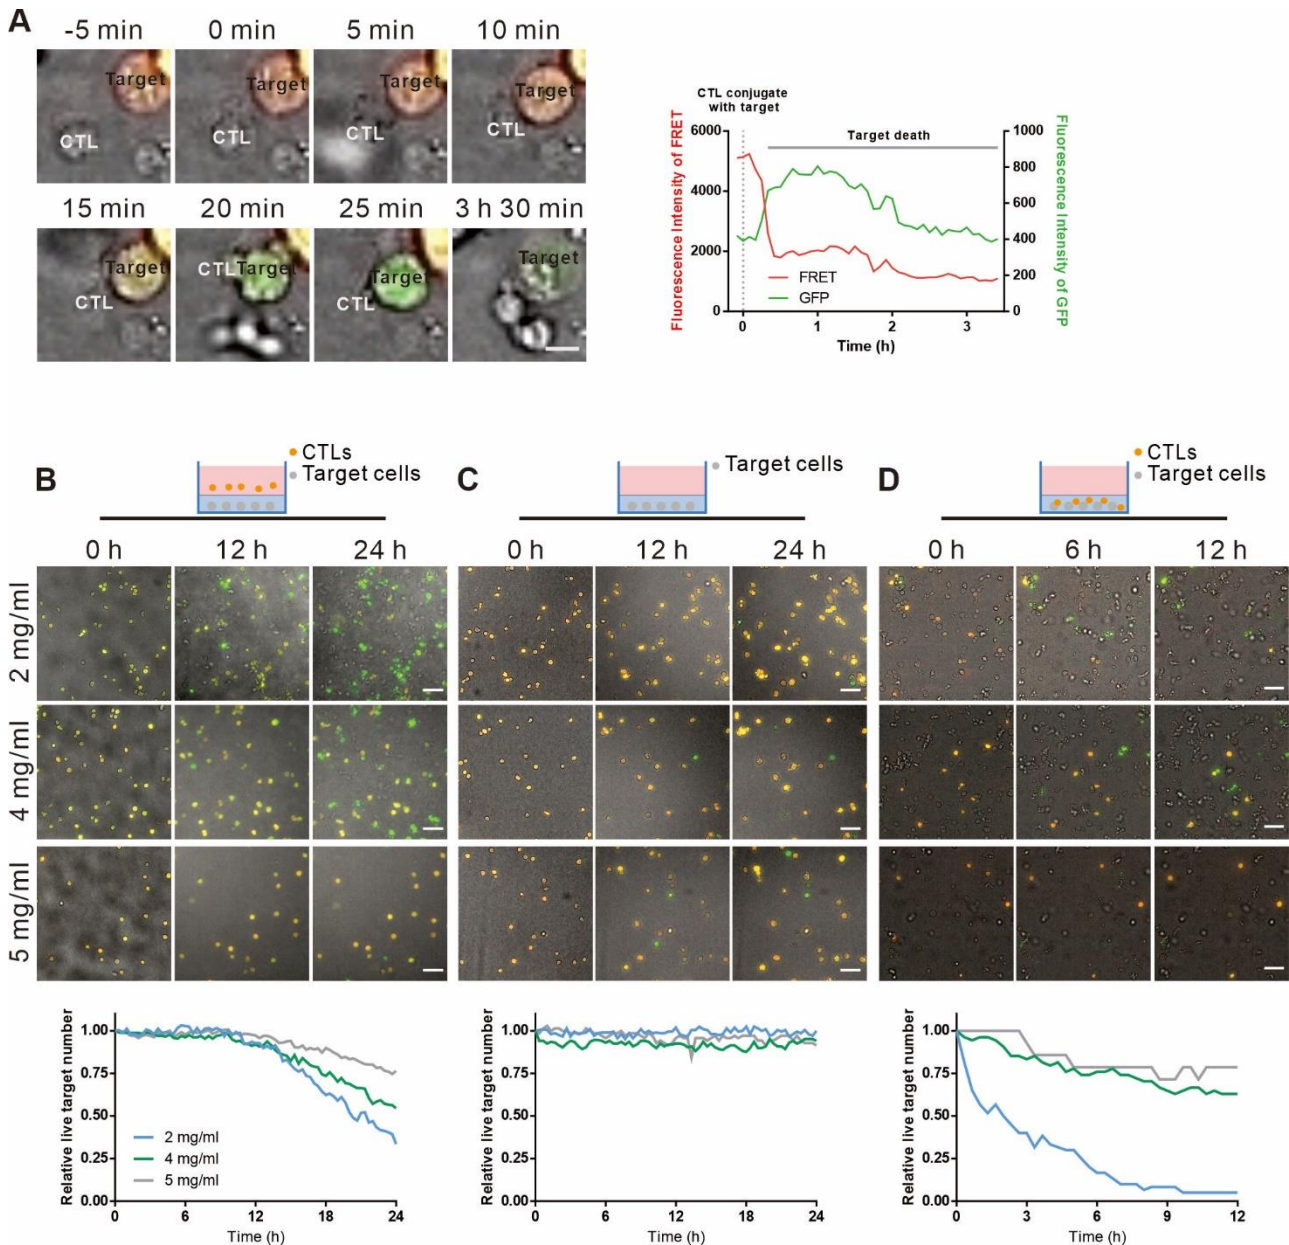 A
-5 min
0 min
5 min
10 min
Target
CTL
Target
CTL
Target
CTL
Target
CTL
15 min
20 min
25 min
3 h 30 min
Target
CTL
CTL Target
Target
CTL
Target
CTL conjugate
with target
Target death
Fluorescence Intensity of FRET
6000
4000
2000
0
1000
800
600
400
200
0
Fluorescence Intensity of GFP
FRET
GFP
0
1
2
3
Time (h)
B
CTLs
Target cells
0 h
12 h
24 h
2 mg/ml
4 mg/ml
5 mg/ml
C
Target cells
0 h
12 h
24 h
D
CTLs
Target cells
0 h
6 h
12 h
Relative live target number
1.00
0.75
0.50
0.25
0.00
2 mg/ml
4 mg/ml
5 mg/ml
0
6
12
18
24
Time (h)
Relative live target number
1.00
0.75
0.50
0.25
0.00
0
6
12
18
24
Time (h)
Relative live target number
1.00
0.75
0.50
0.25
0.00
0
3
6
9
12
Time (h)